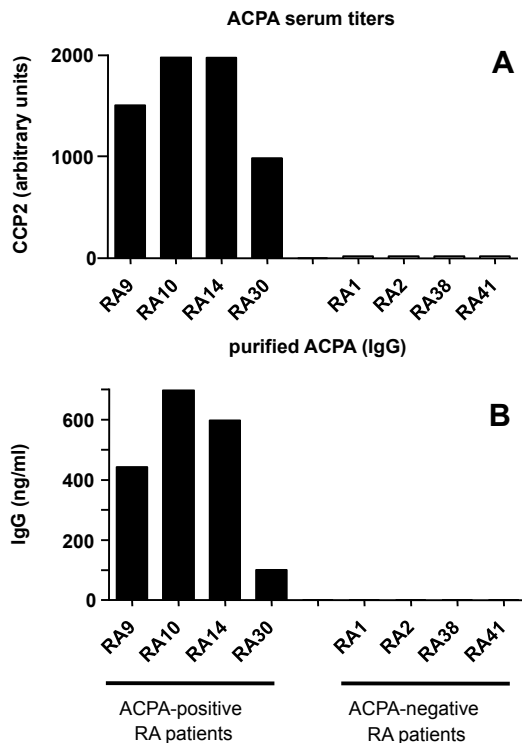 ACPA serum titers
A
CCP2 (arbitrary units)
2000
1000
0
RA9 RA10 RA14 RA30 RA1 RA2 RA38 RA41
purified ACPA (IgG)
B
IgG (ng/ml)
600
400
200
0
RA9 RA10 RA14 RA30 RA1 RA2 RA38 RA41
ACPA-positive ACPA-negative
RA patients RA patients